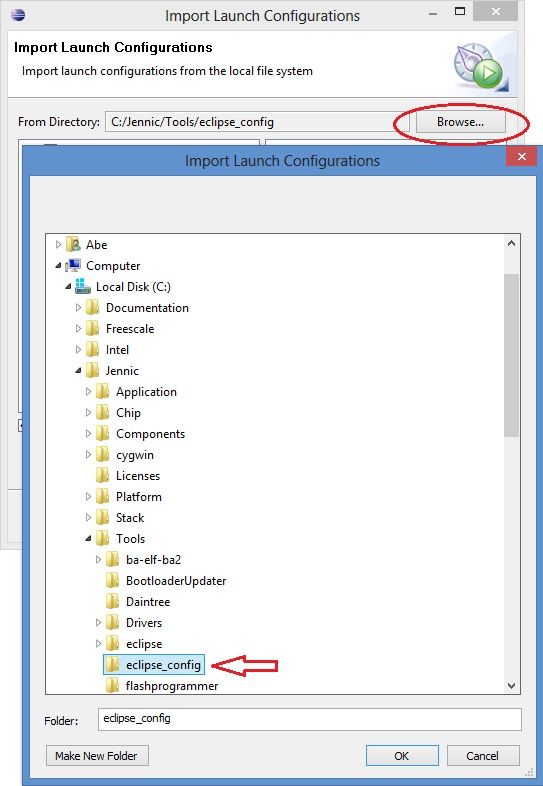 Import Launch Configurations
Import Launch Configurations
Import launch configurations from the local file system
From Directory: C:/Jennic/Tools/eclipse_config Browse...
Import Launch Configurations
Abe
Computer
Local Disk (C:)
Documentation
Freescale
Intel
Jennic
Application
Chip
Components
cygwin
Licenses
Platform
Stack
Tools
ba-elf-ba2
BootloaderUpdater
Daintree
Drivers
eclipse
eclipse_config
flashprogrammer
Folder: eclipse_config
Make New Folder OK Cancel